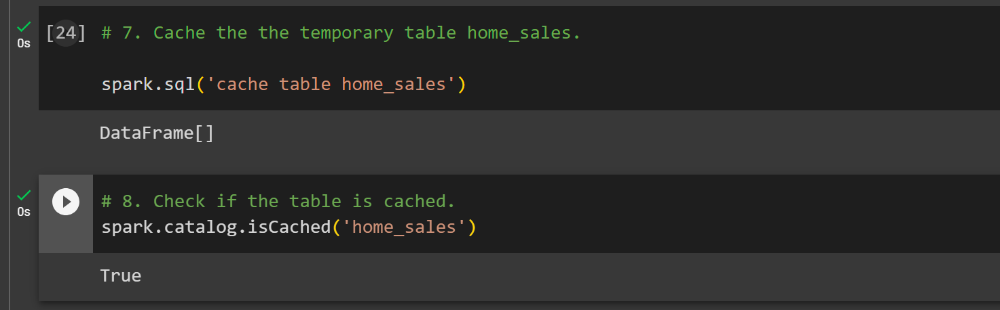 [24] # 7. Cache the the temporary table home_sales.
0s
spark.sql('cache table home_sales')
DataFrame[]
# 8. Check if the table is cached.
0s
spark.catalog.isCached('home_sales')
True